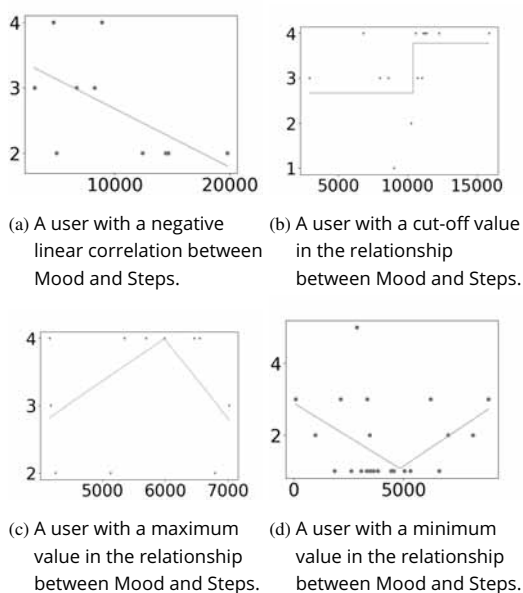 4
3
2
10000 20000
4
3
2
1
5000 10000 15000
(a) A user with a negative
linear correlation between
Mood and Steps.
(b) A user with a cut-off value
in the relationship
between Mood and Steps.
4
3
2
5000 6000 7000
4
2
0 5000
(c) A user with a maximum
value in the relationship
between Mood and Steps.
(d) A user with a minimum
value in the relationship
between Mood and Steps.